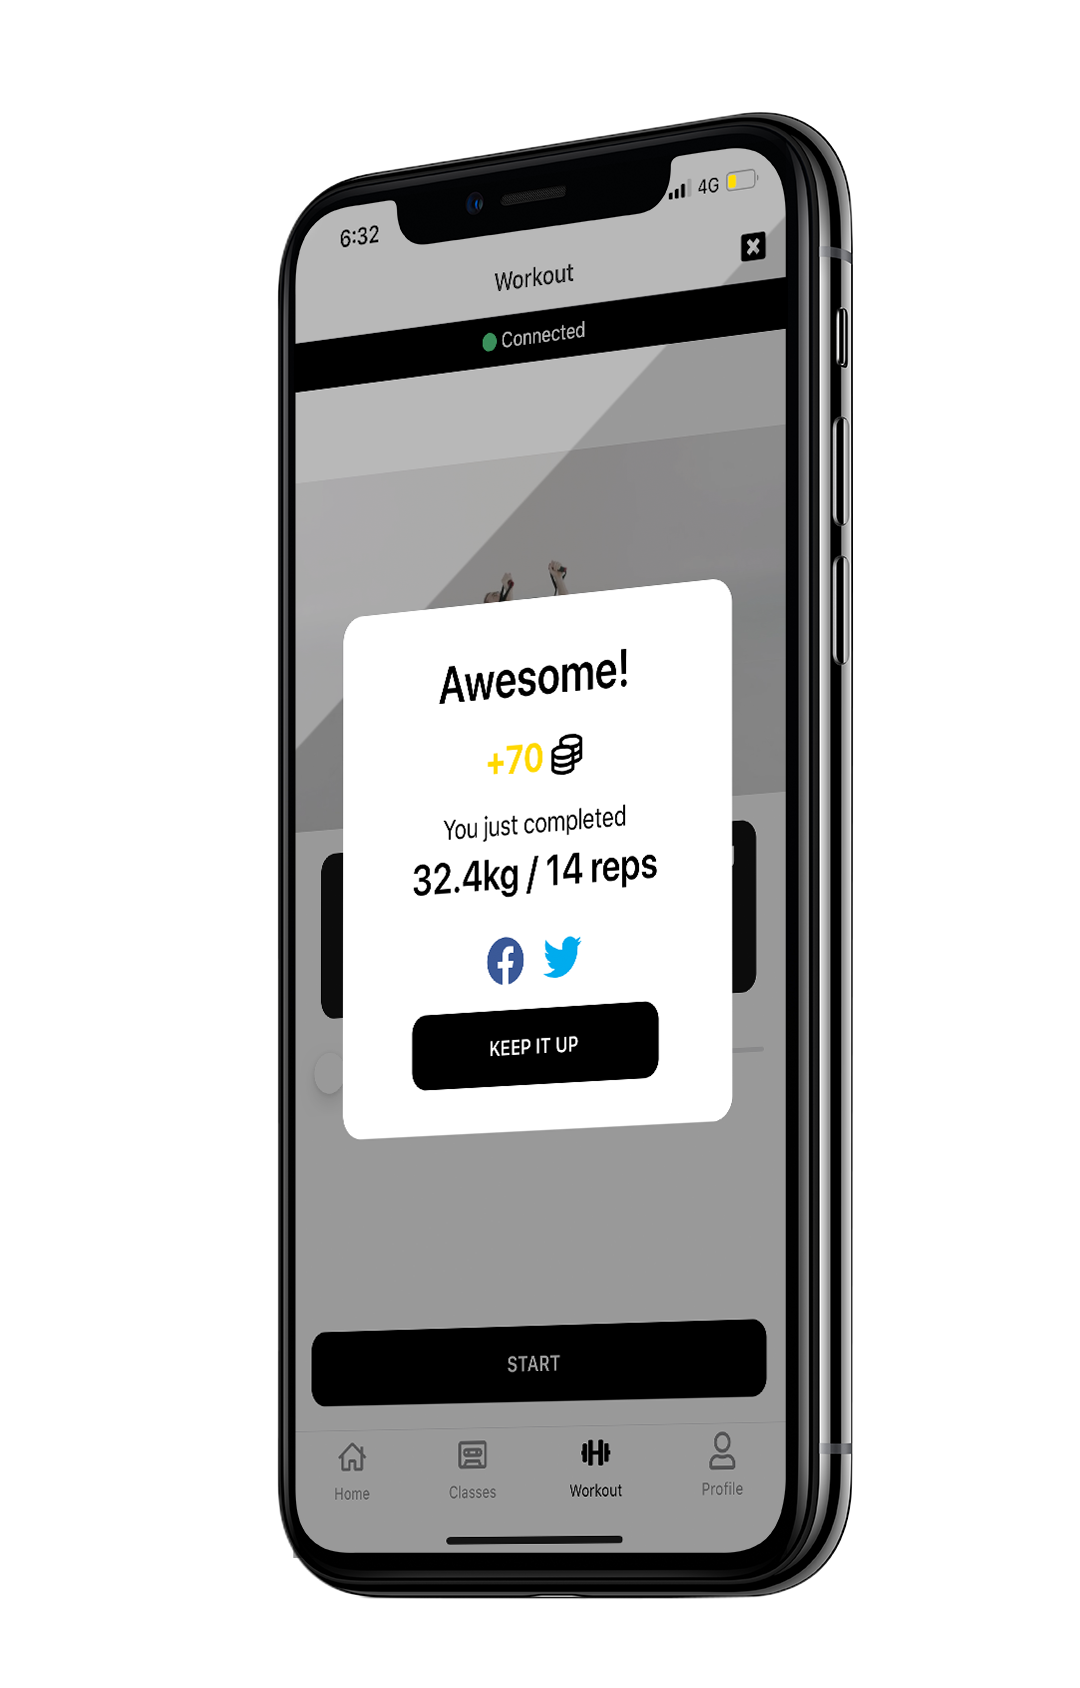 6:32
4G
Workout
Connected
Awesome!
+70
You just completed
32.4kg / 14 reps
KEEP IT UP
START
Home
Classes
Workout
Profile